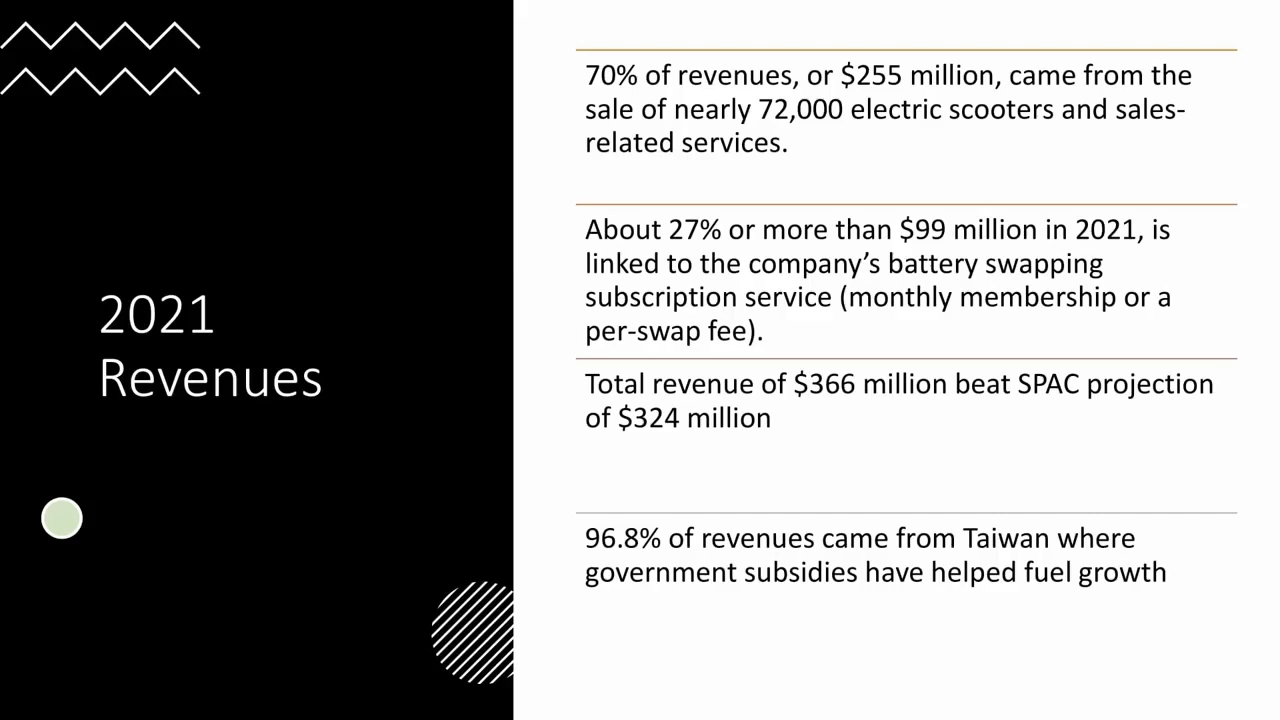 2021
Revenues
70% of revenues, or $255 million, came from the
sale of nearly 72,000 electric scooters and sales-
related services.
About 27% or more than $99 million in 2021, is
linked to the company’s battery swapping
subscription service (monthly membership or a
per-swap fee).
Total revenue of $366 million beat SPAC projection
of $324 million
96.8% of revenues came from Taiwan where
government subsidies have helped fuel growth